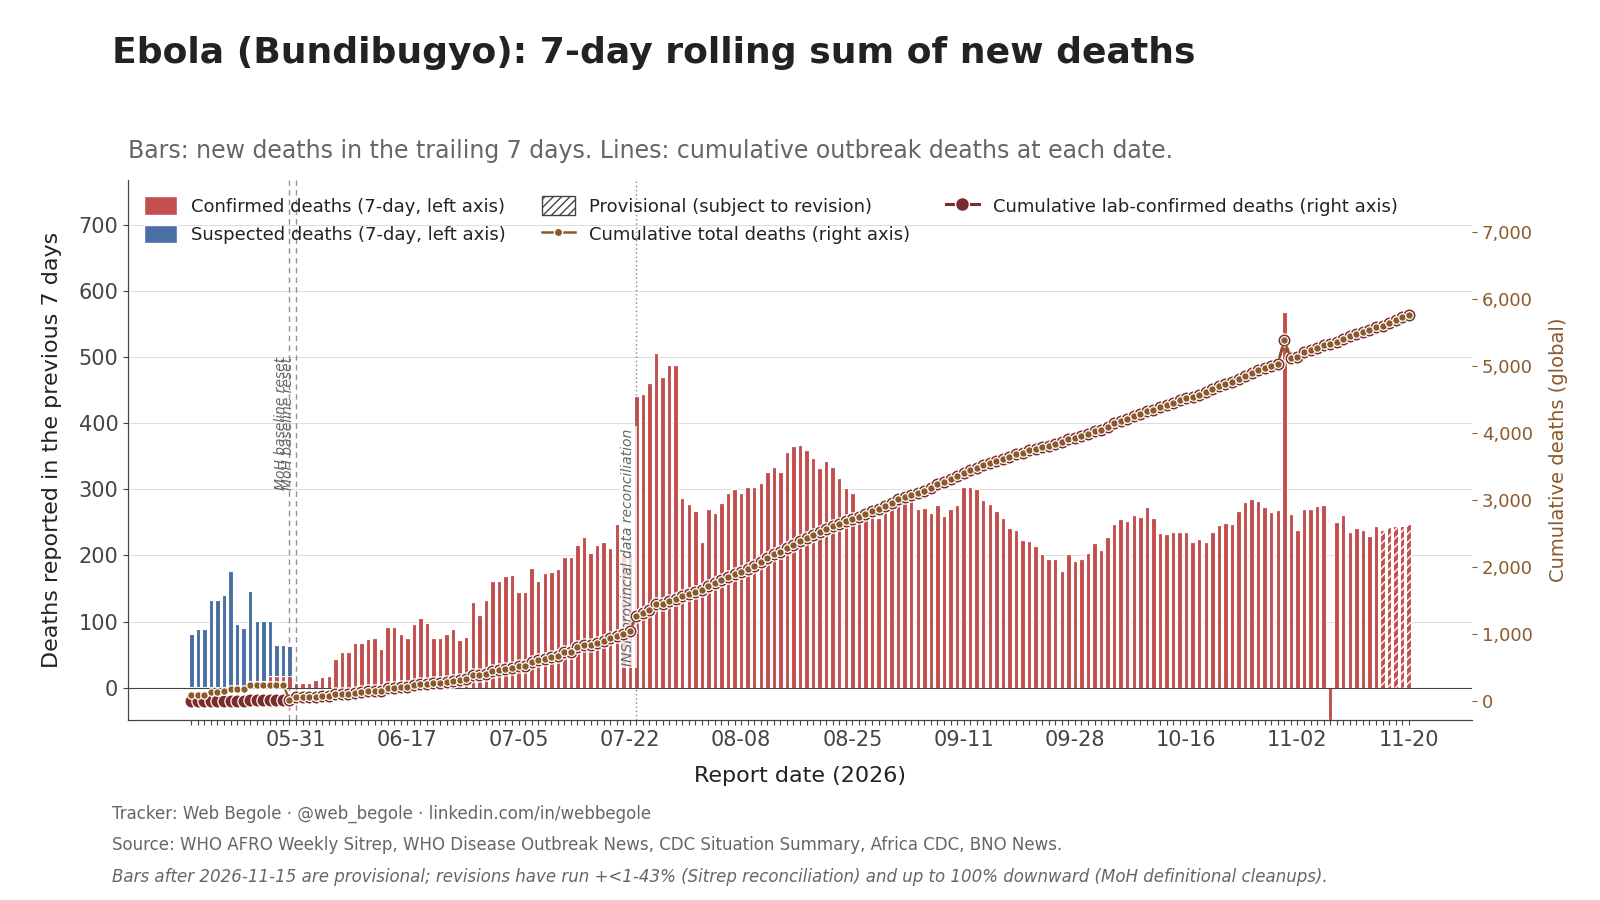 Ebola (Bundibugyo): 7-day rolling sum of new deaths
Bars: new deaths in the trailing 7 days. Lines: cumulative outbreak deaths at each date.
Confirmed deaths (7-day, left axis)
Suspected deaths (7-day, left axis)
Provisional (subject to revision)
Cumulative total deaths (right axis)
Cumulative lab-confirmed deaths (right axis)
Deaths reported in the previous 7 days
700
600
500
400
300
200
100
0
MoH baseline reset
MoH baseline reset
INSP provincial data reconciliation
7,000
6,000
5,000
4,000
3,000
2,000
1,000
0
Cumulative deaths (global)
05-31
06-17
07-05
07-22
08-08
08-25
09-11
09-28
10-16
11-02
11-20
Report date (2026)
Tracker: Web Begole · @web_begole · linkedin.com/in/webbegole
Source: WHO AFRO Weekly Sitrep, WHO Disease Outbreak News, CDC Situation Summary, Africa CDC, BNO News.
Bars after 2026-11-15 are provisional; revisions have run +<1-43% (Sitrep reconciliation) and up to 100% downward (MoH definitional cleanups).